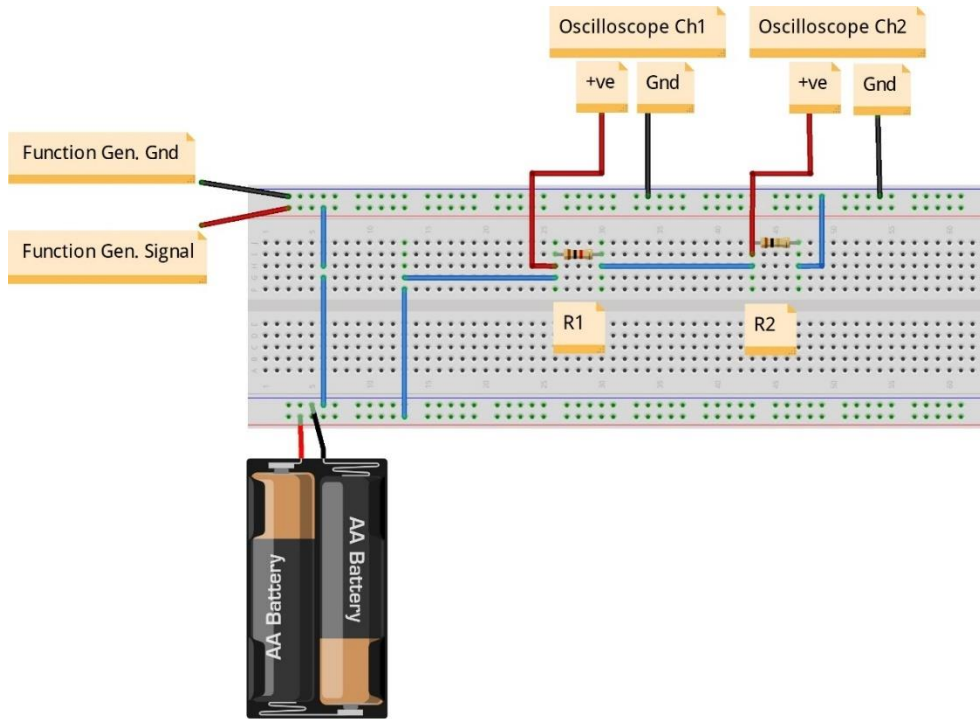 Oscilloscope Ch1
Oscilloscope Ch2
+ve
Gnd
+ve
Gnd
Function Gen. Gnd
Function Gen. Signal
R1
R2
AA Battery
AA Battery